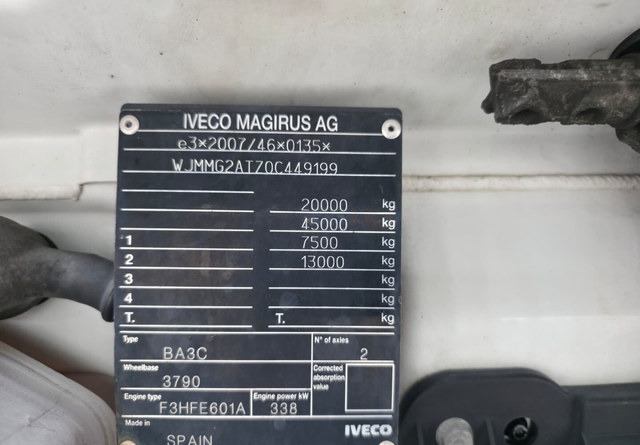 IVECO MAGIRUS AG
e3*2007/46*0135*
WJMMG2ATZ0C449199
20000 kg
45000 kg
1 7500 kg
2 13000 kg
3 kg
4 kg
T. T. kg
Type N° of axles
BA3C 2
Wheelbase Corrected absorption value
3790
Engine type Engine power kW
F3HFE601A 338
Made in IVECO
SPAIN